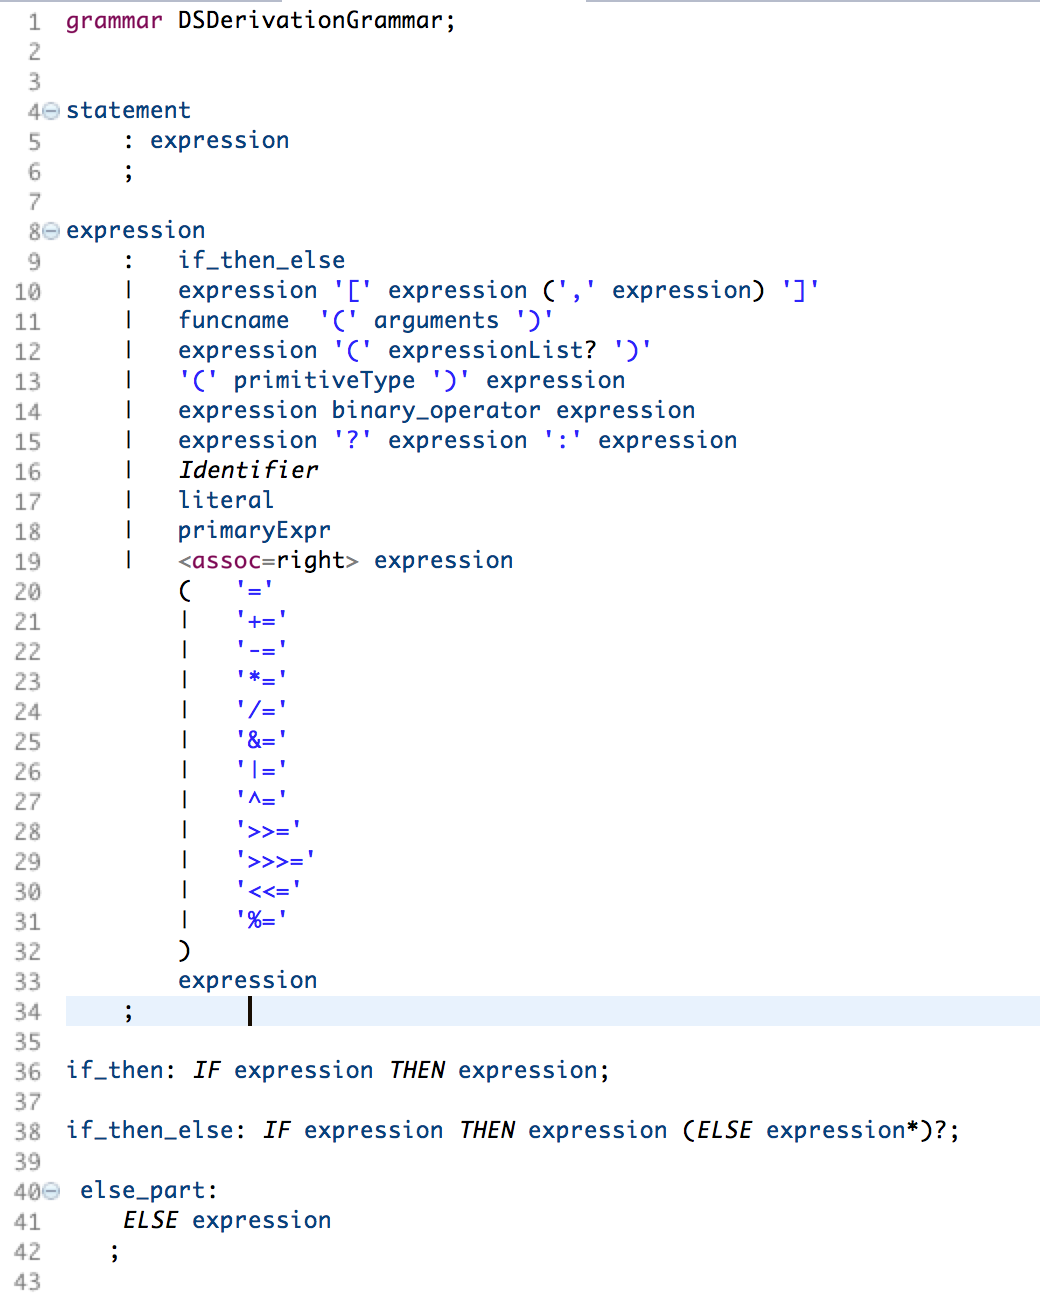 1 grammar DSDerivationGrammar;
2
3
4 statement
5 : expression
6 ;
7
8 expression
9 : if_then_else
10 | expression '[' expression (',' expression) ']'
11 | funcname '(' arguments ')'
12 | expression '(' expressionList? ')'
13 | '(' primitiveType ')' expression
14 | expression binary_operator expression
15 | expression '?' expression ':' expression
16 | Identifier
17 | literal
18 | primaryExpr
19 | <assoc=right> expression
20 ( '='
21 | '+='
22 | '-='
23 | '*='
24 | '/='
25 | '&='
26 | '|='
27 | '^='
28 | '>>='
29 | '>>>='
30 | '<<='
31 | '%='
32 )
33 expression
34 ;
35
36 if_then: IF expression THEN expression;
37
38 if_then_else: IF expression THEN expression (ELSE expression*)?;
39
40 else_part:
41 ELSE expression
42 ;
43